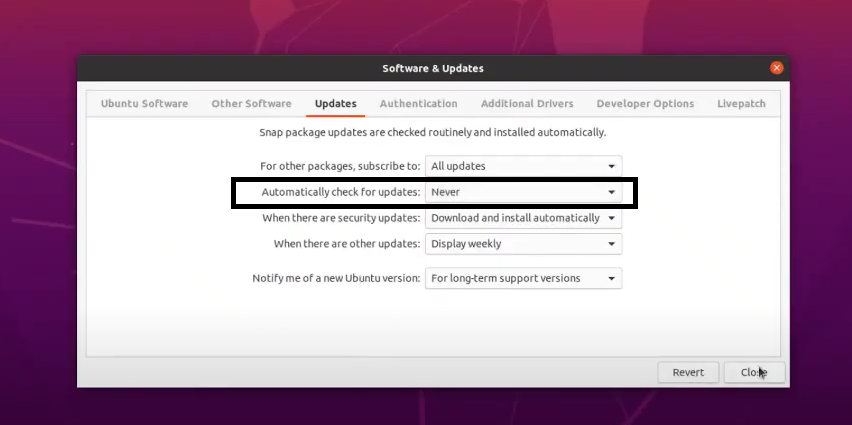 Software & Updates
Ubuntu Software Other Software Updates Authentication Additional Drivers Developer Options Livepatch
Snap package updates are checked routinely and installed automatically.
For other packages, subscribe to: All updates
Automatically check for updates: Never
When there are security updates: Download and install automatically
When there are other updates: Display weekly
Notify me of a new Ubuntu version: For long-term support versions
Revert Close